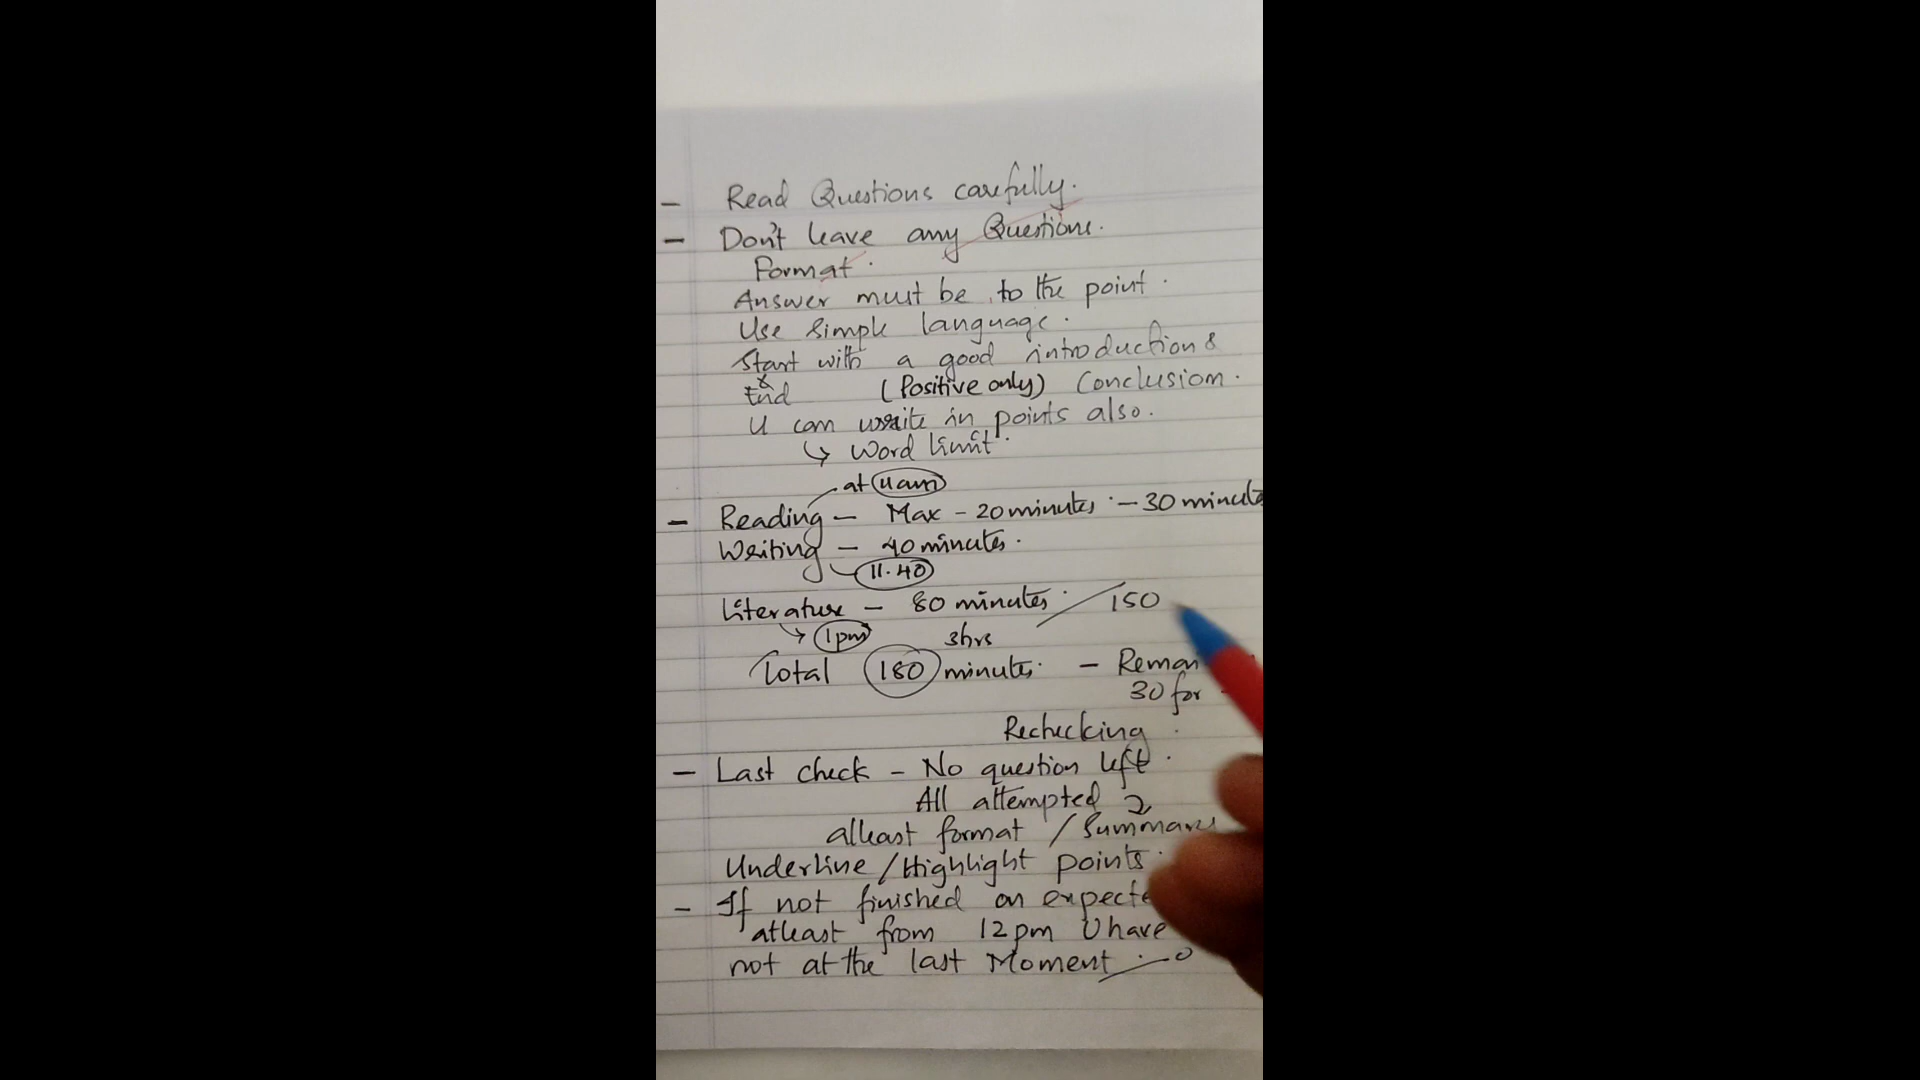 - Read Questions carefully.
- Don't leave any Questions.
Format.
Answer must be to the point.
Use simple language.
Start with a good introduction &
& End (Positive only) Conclusion.
U can write in points also.
↳ Word limit.
at 11am
- Reading - Max - 20 minutes. - 30 minute
Writing - 40 minutes.
11.40
Literature - 80 minutes. / 150
→ 1pm 3hrs
Total 180 minutes. -
30 for
Rechecking.
- Last check - No question left.
All attempted
atleast format / Summary
Underline / Highlight points.
- If not finished on
atleast from 12pm U have
not at the last Moment.